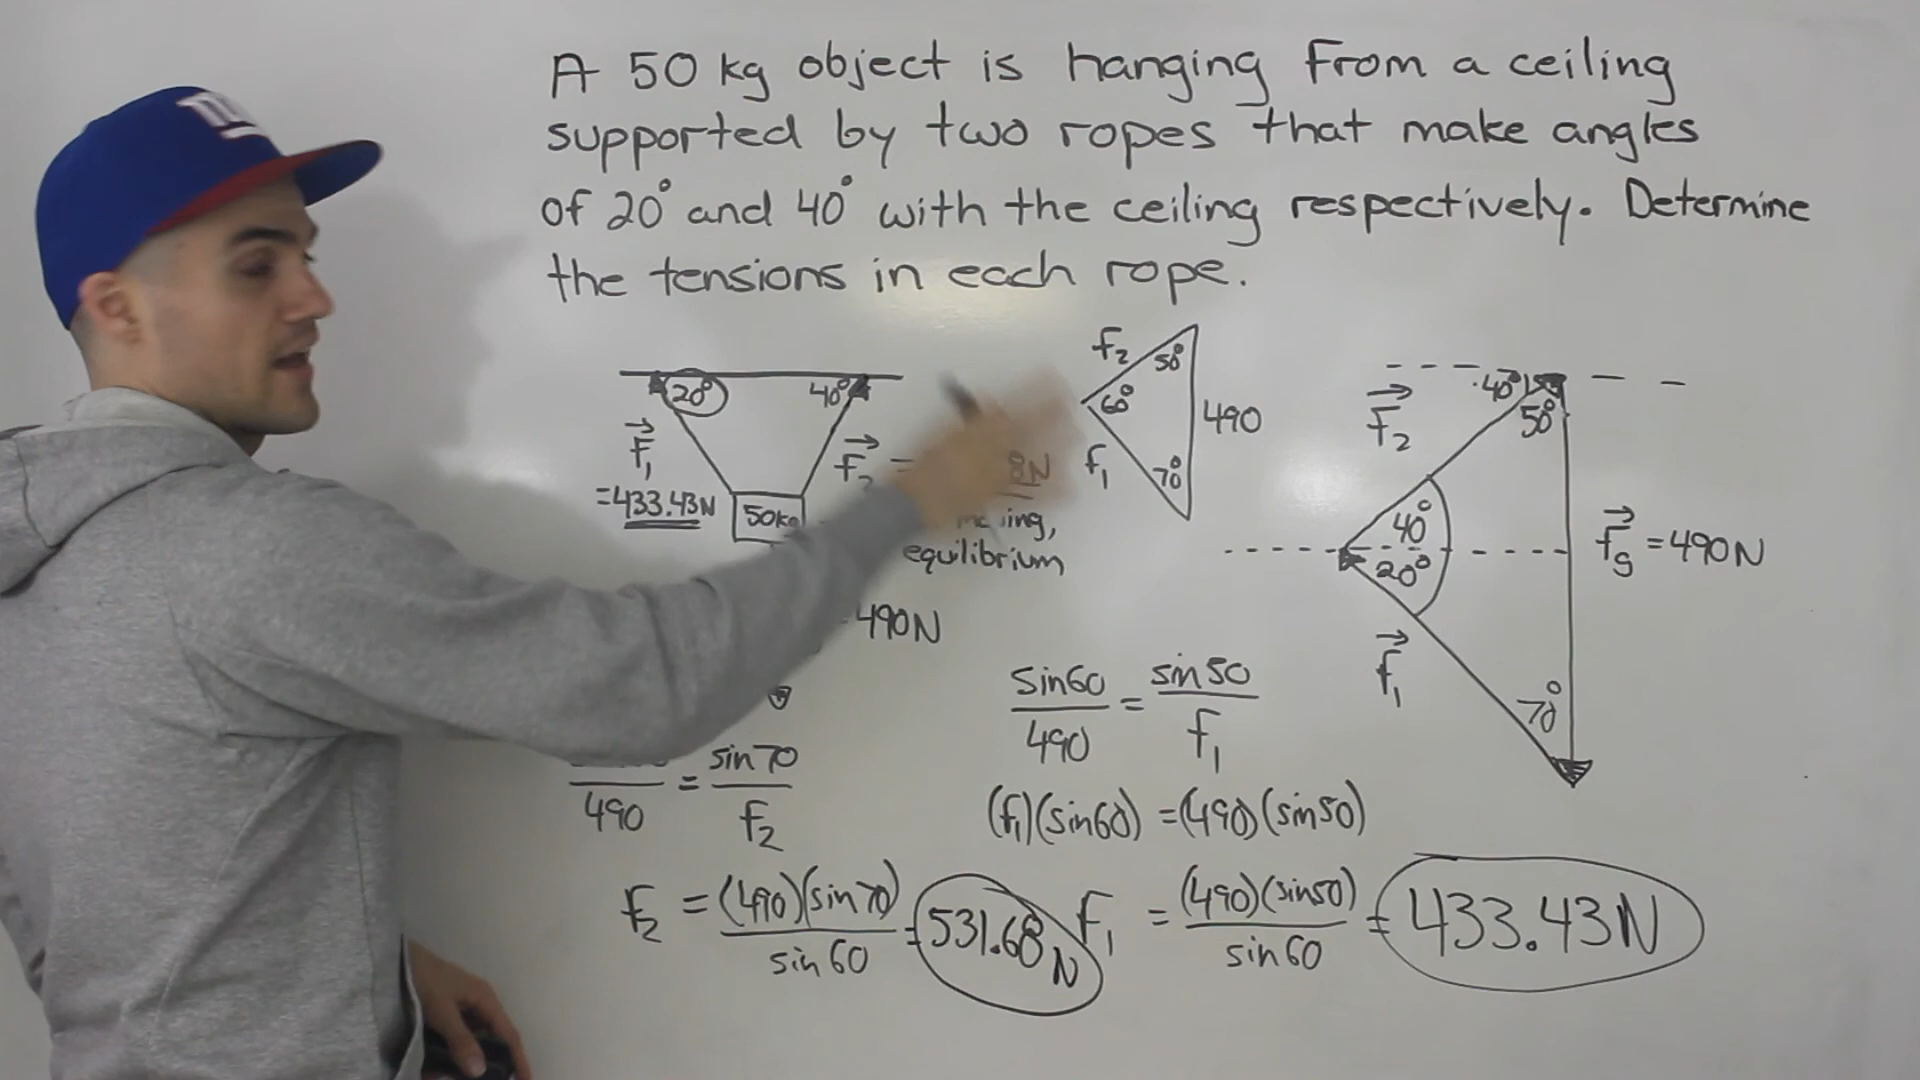 A 50 kg object is hanging from a ceiling
supported by two ropes that make angles
of 20° and 40° with the ceiling respectively. Determine
the tensions in each rope.
20° 40°
f₁
=433.43N
f₂ =
8N
50kg
equilibrium
490N
f₂ 50°
60° 490
f₁ 70°
40° 50°
f₂
40°
20°
fg =490N
f₁
70°
490 = sin70
f₂
sin60 = sin50
490 f₁
(f₁)(sin60) =(490)(sin50)
f₂ = (490)(sin70) = 531.68 N
sin60
f₁ = (490)(sin50) = 433.43N
sin60